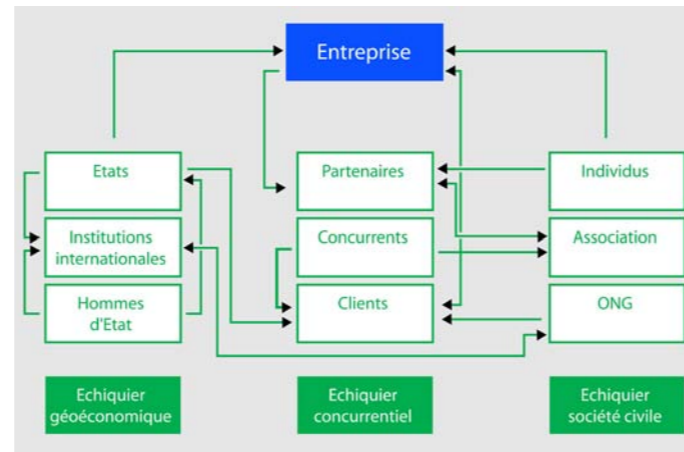 Entreprise
Etats
Partenaires
Individus
Institutions
internationales
Concurrents
Association
Hommes
d'Etat
Clients
ONG
Echiquier
géoéconomique
Echiquier
concurrentiel
Echiquier
société civile